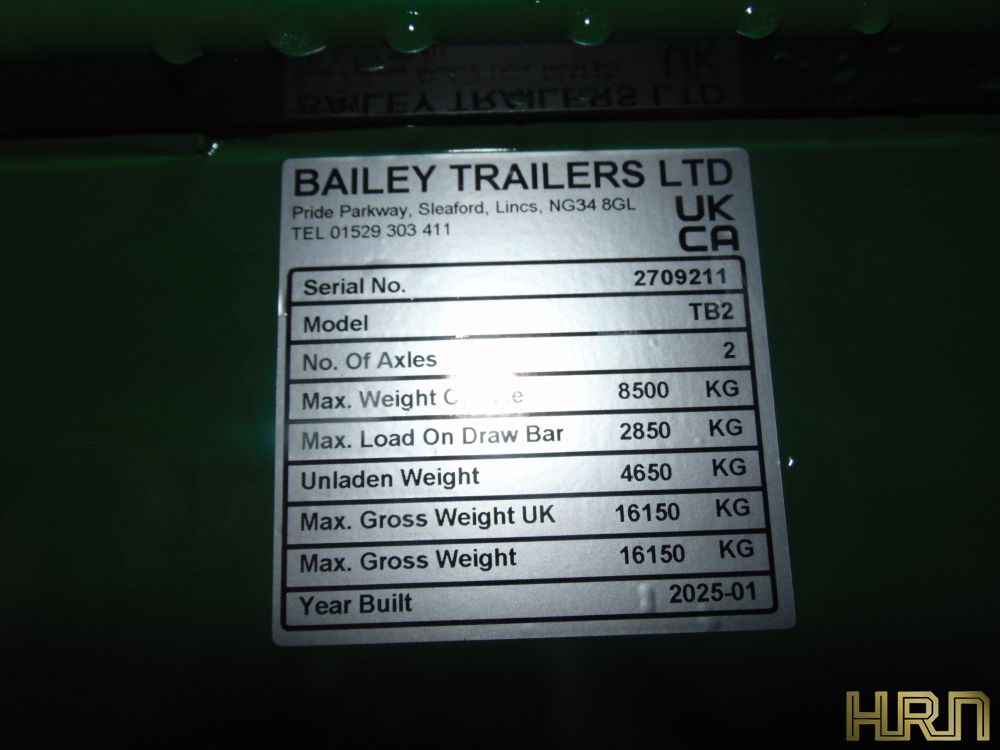 BAILEY TRAILERS LTD
Pride Parkway, Sleaford, Lincs, NG34 8GL
TEL 01529 303 411
UK
CA
Serial No. 2709211
Model TB2
No. Of Axles 2
Max. Weight 8500 KG
Max. Load On Draw Bar 2850 KG
Unladen Weight 4650 KG
Max. Gross Weight UK 16150 KG
Max. Gross Weight 16150 KG
Year Built 2025-01
HRN